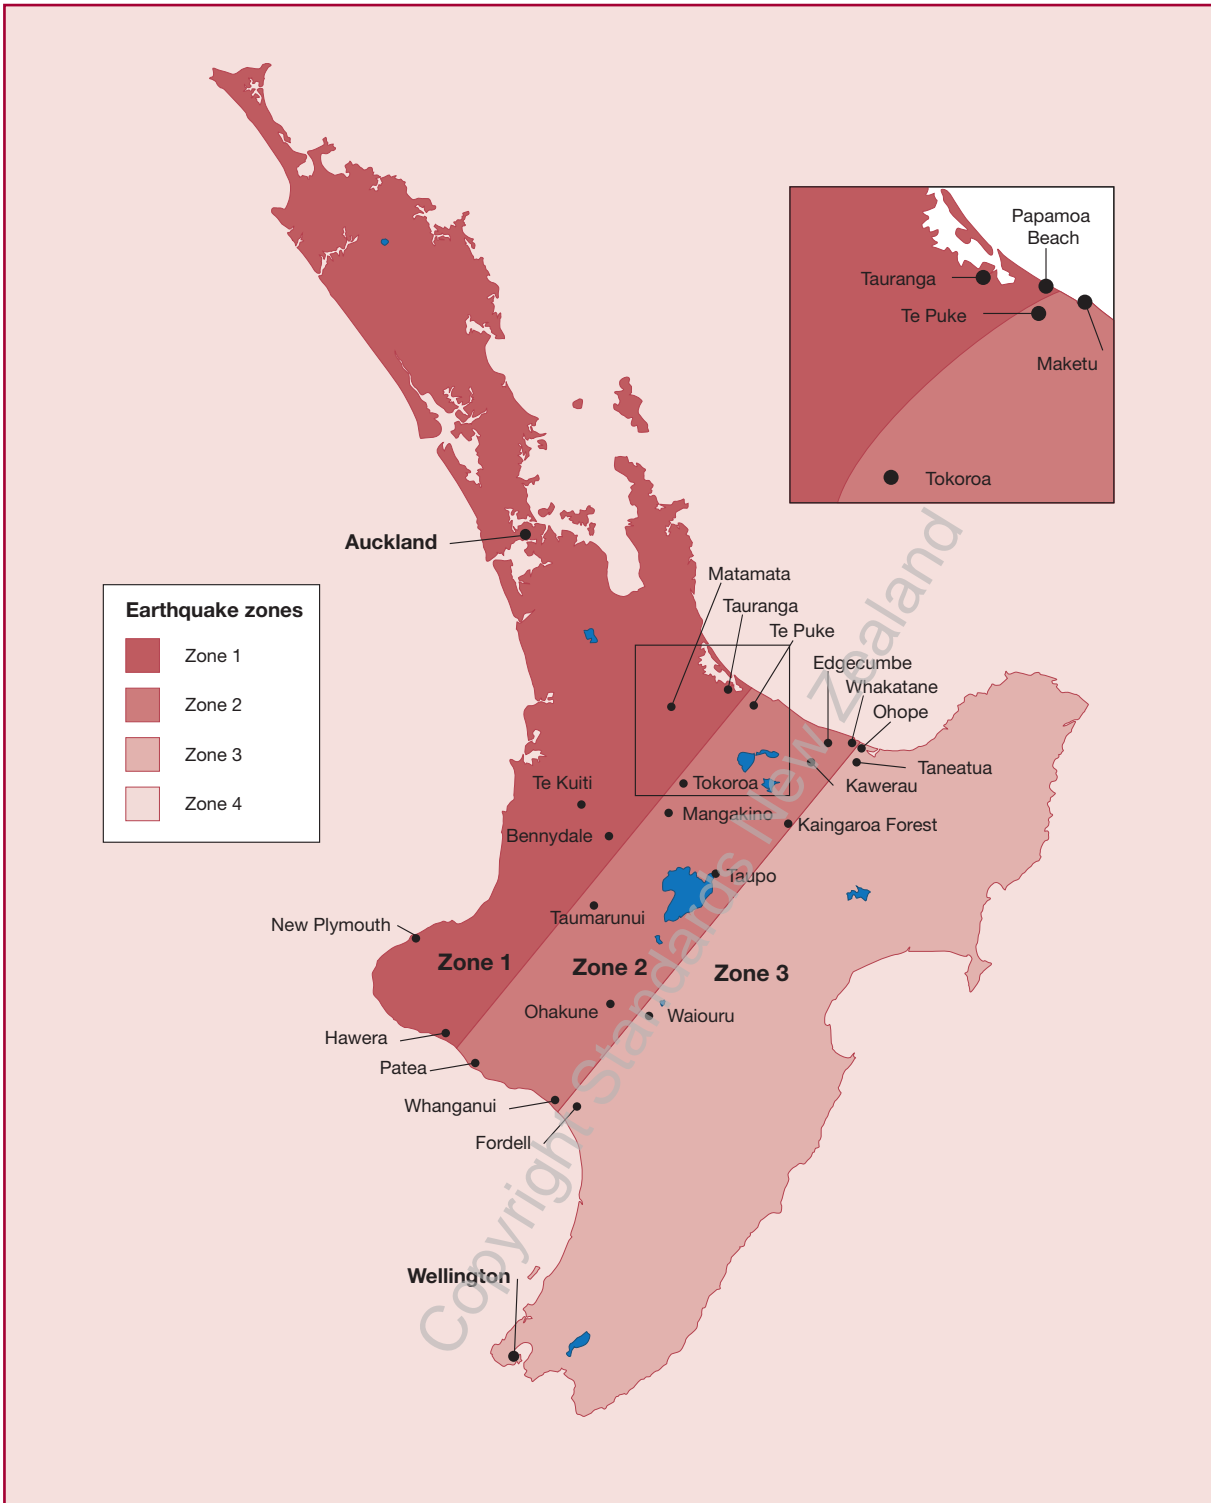 Papamoa
Beach
Tauranga
Te Puke
Maketu
Tokoroa
Auckland
Matamata
Tauranga
Te Puke
Edgecumbe
Whakatane
Ohope
Earthquake zones
Zone 1
Zone 2
Zone 3
Zone 4
Taneatua
Kawerau
Te Kuiti
Tokoroa
Mangakino
Kaingaroa Forest
Bennydale
Taupo
Taumarunui
New Plymouth
Zone 1
Zone 2
Zone 3
Ohakune
Waiouru
Hawera
Patea
Whanganui
Fordell
Wellington
Copyright Standards New Zealand